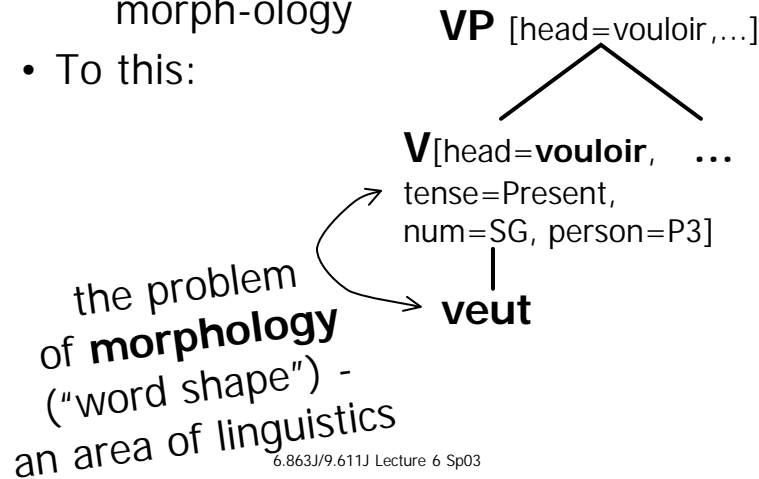 morph-ology
• To this:
VP [head=vouloir,...]
V[head=vouloir, ...
tense=Present,
num=SG, person=P3]
veut
the problem
of morphology
("word shape") -
an area of linguistics
6.863J/9.611J Lecture 6 Sp03